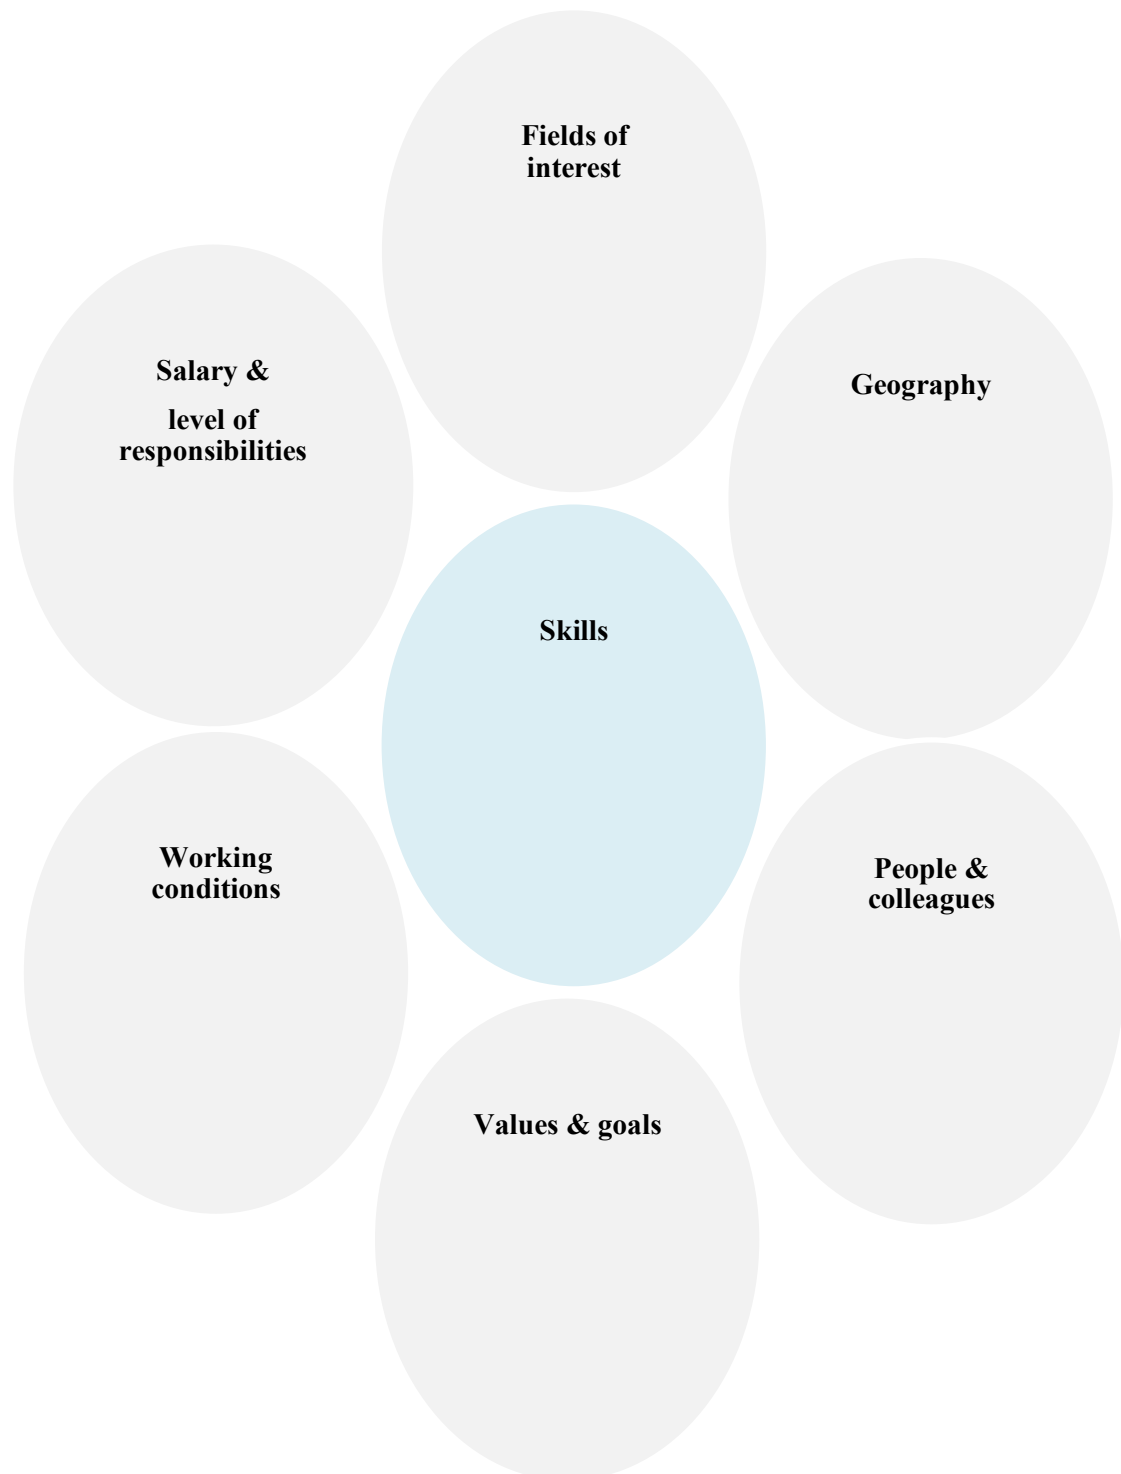 Fields of
interest
Salary &
level of
responsibilities
Geography
Skills
Working
conditions
People &
colleagues
Values & goals